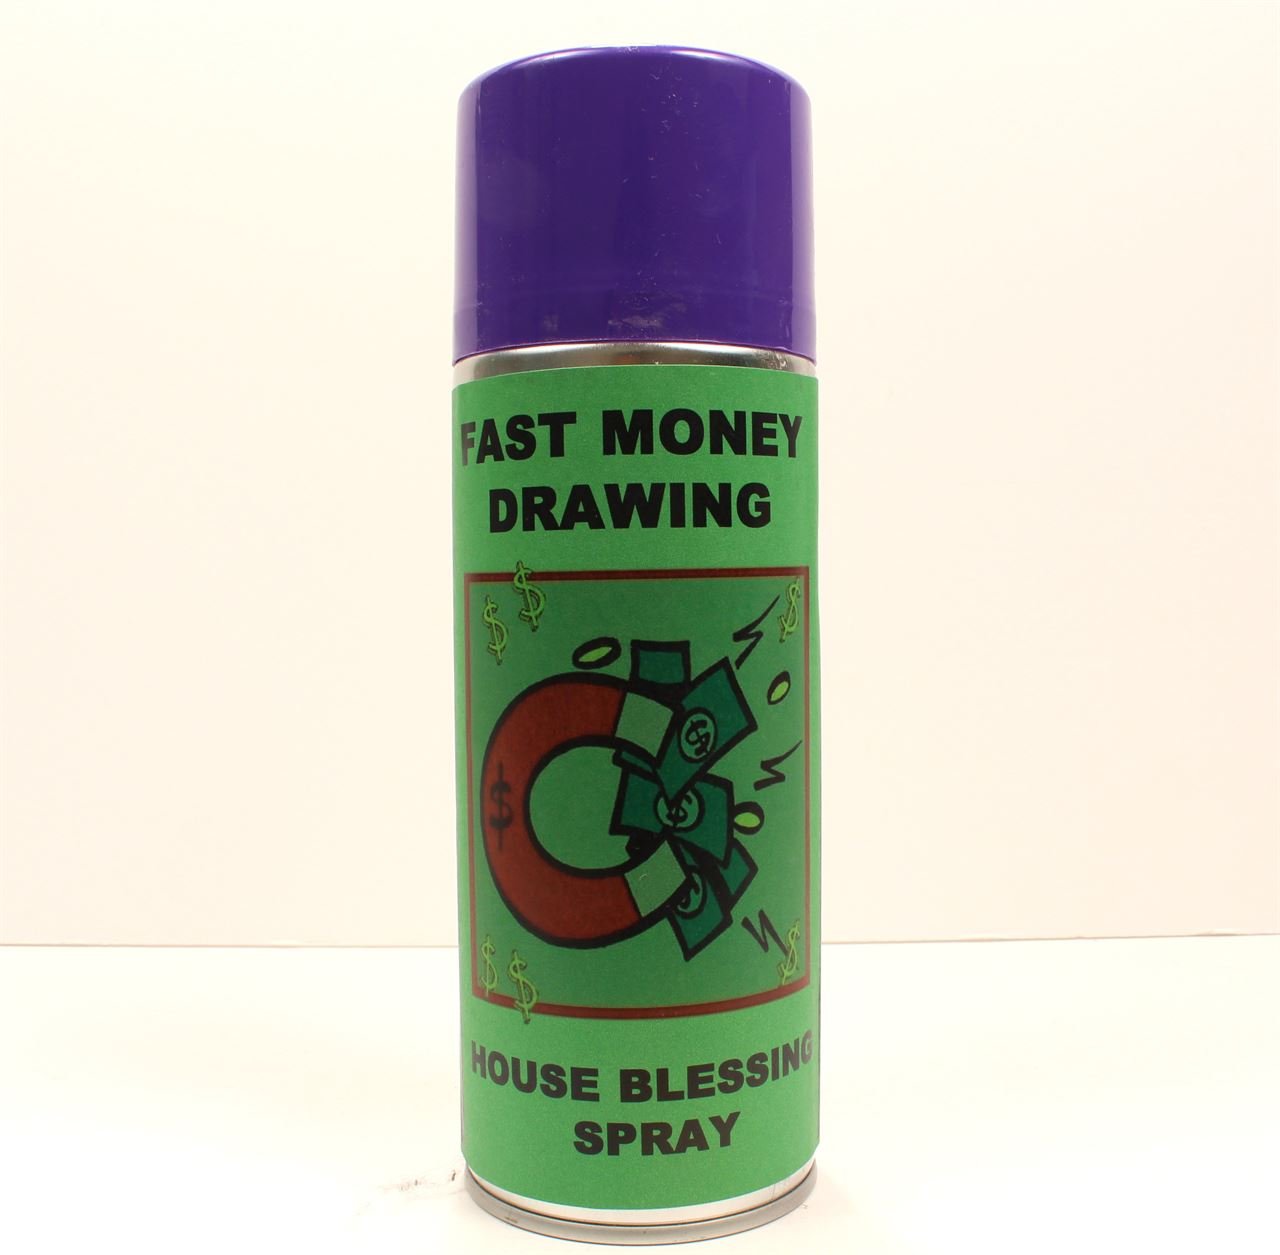 FAST MONEY
DRAWING
$ $ $
$
$
$
$ $
$
$
HOUSE BLESSING
SPRAY